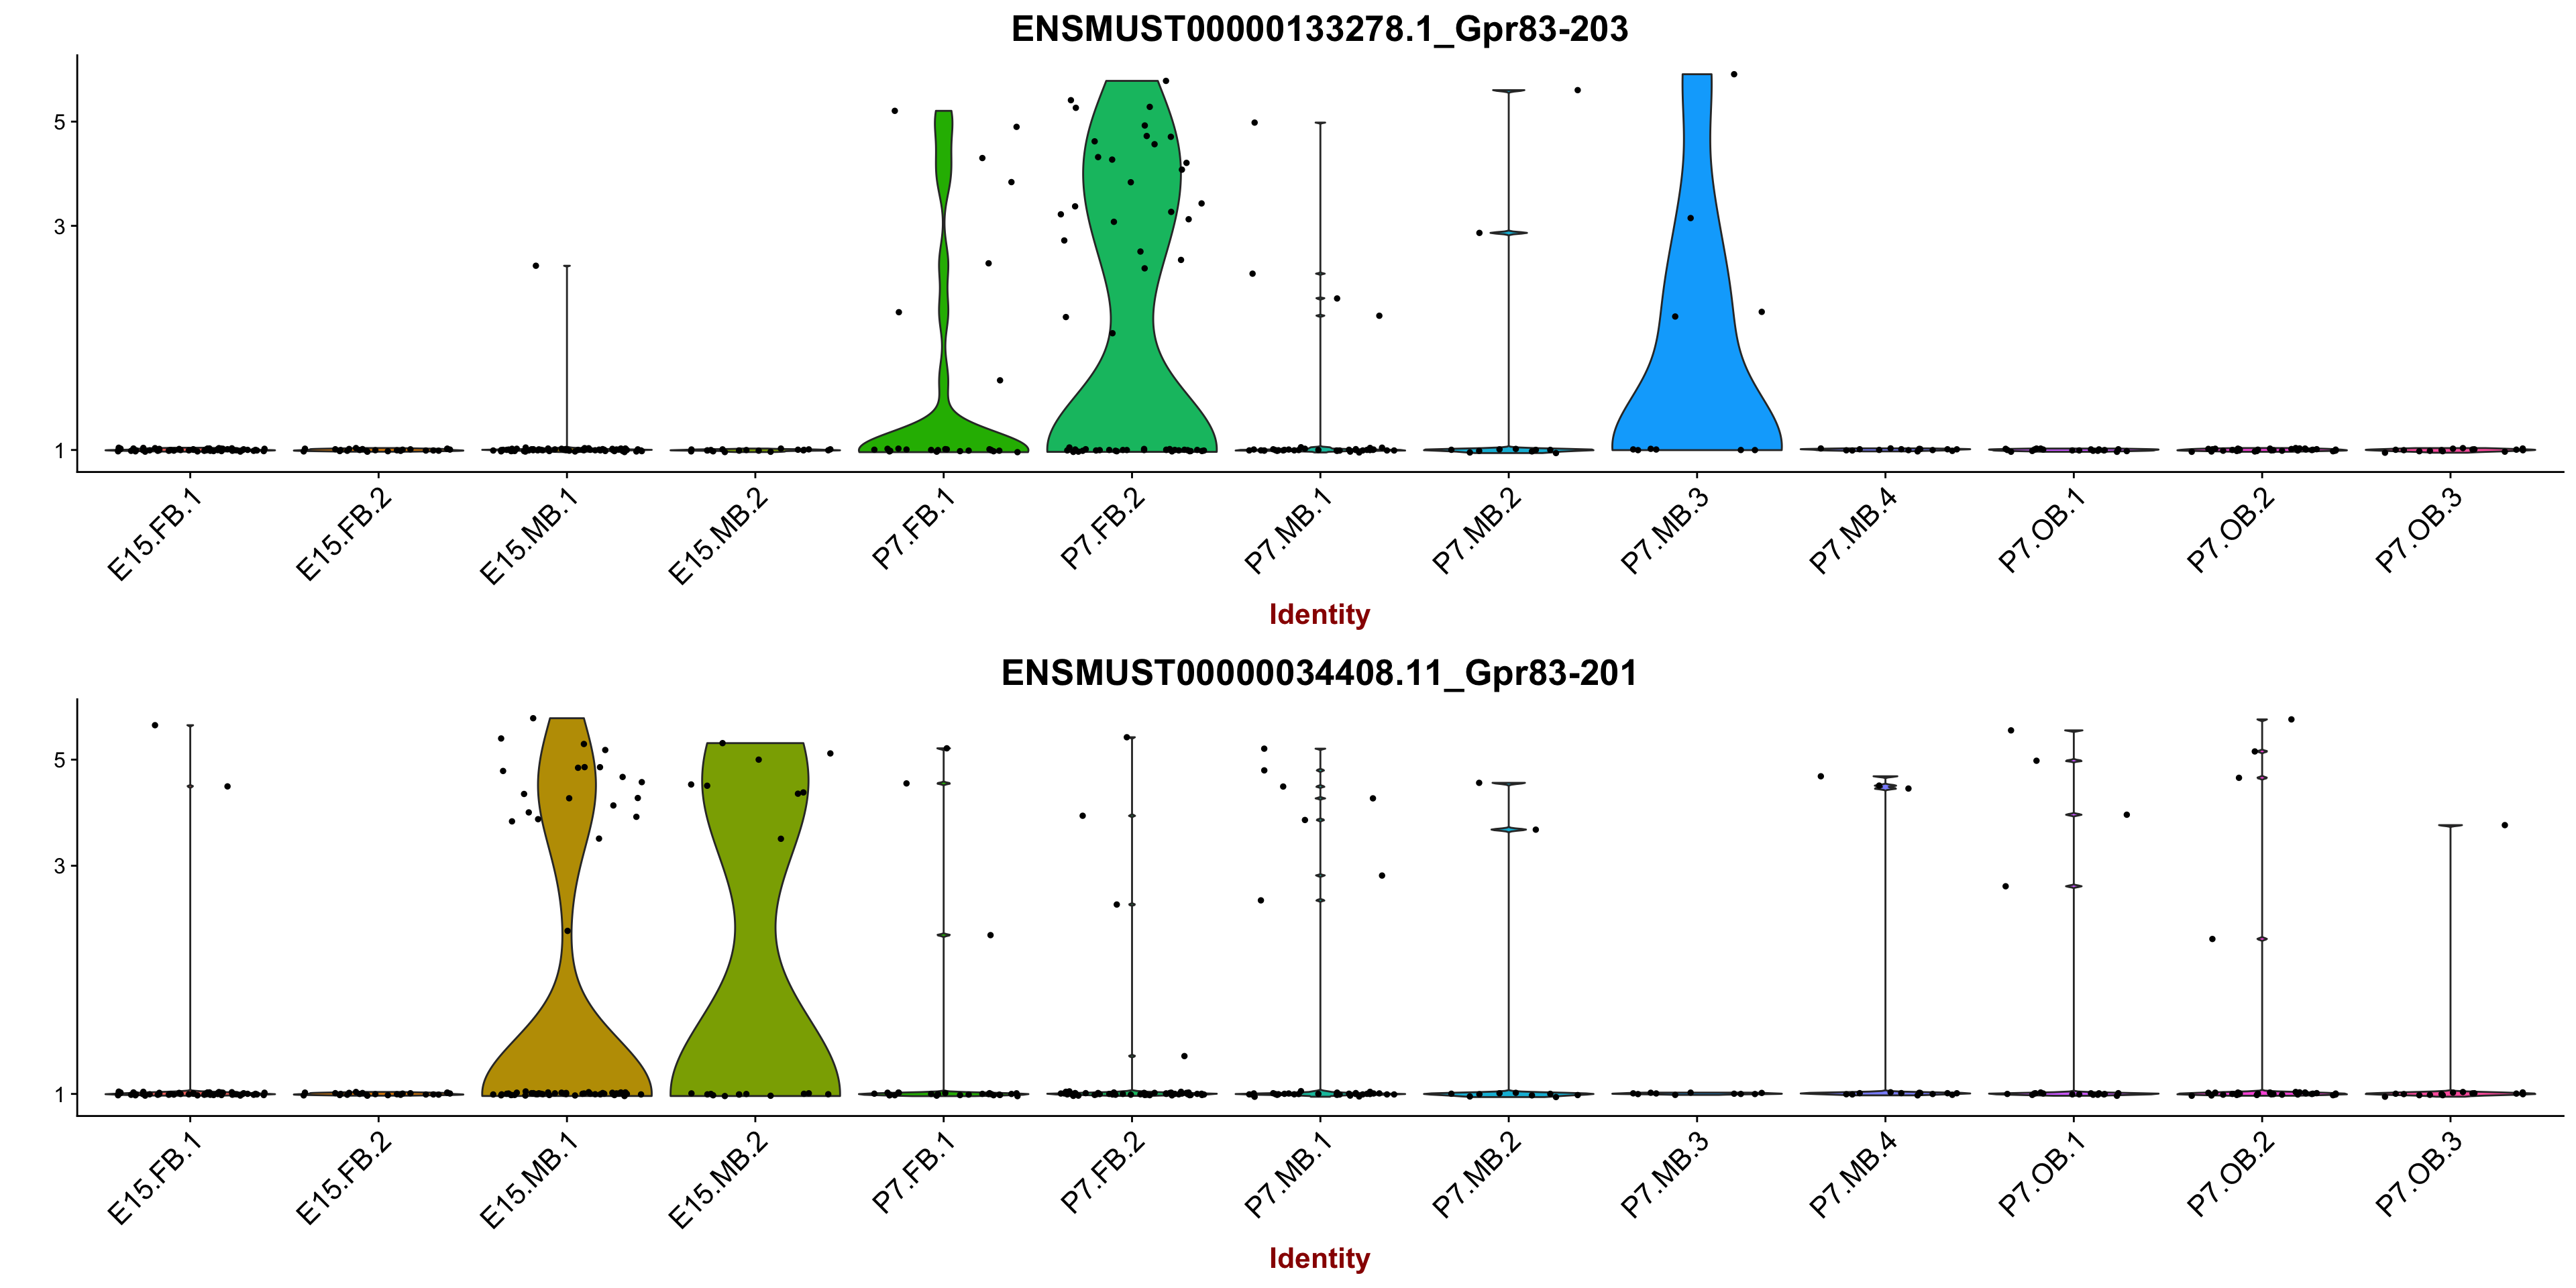 ENSMUST00000133278.1_Gpr83-203
5
3
1
E15.FB.1 E15.FB.2 E15.MB.1 E15.MB.2 P7.FB.1 P7.FB.2 P7.MB.1 P7.MB.2 P7.MB.3 P7.MB.4 P7.OB.1 P7.OB.2 P7.OB.3
Identity
ENSMUST00000034408.11_Gpr83-201
5
3
1
E15.FB.1 E15.FB.2 E15.MB.1 E15.MB.2 P7.FB.1 P7.FB.2 P7.MB.1 P7.MB.2 P7.MB.3 P7.MB.4 P7.OB.1 P7.OB.2 P7.OB.3
Identity